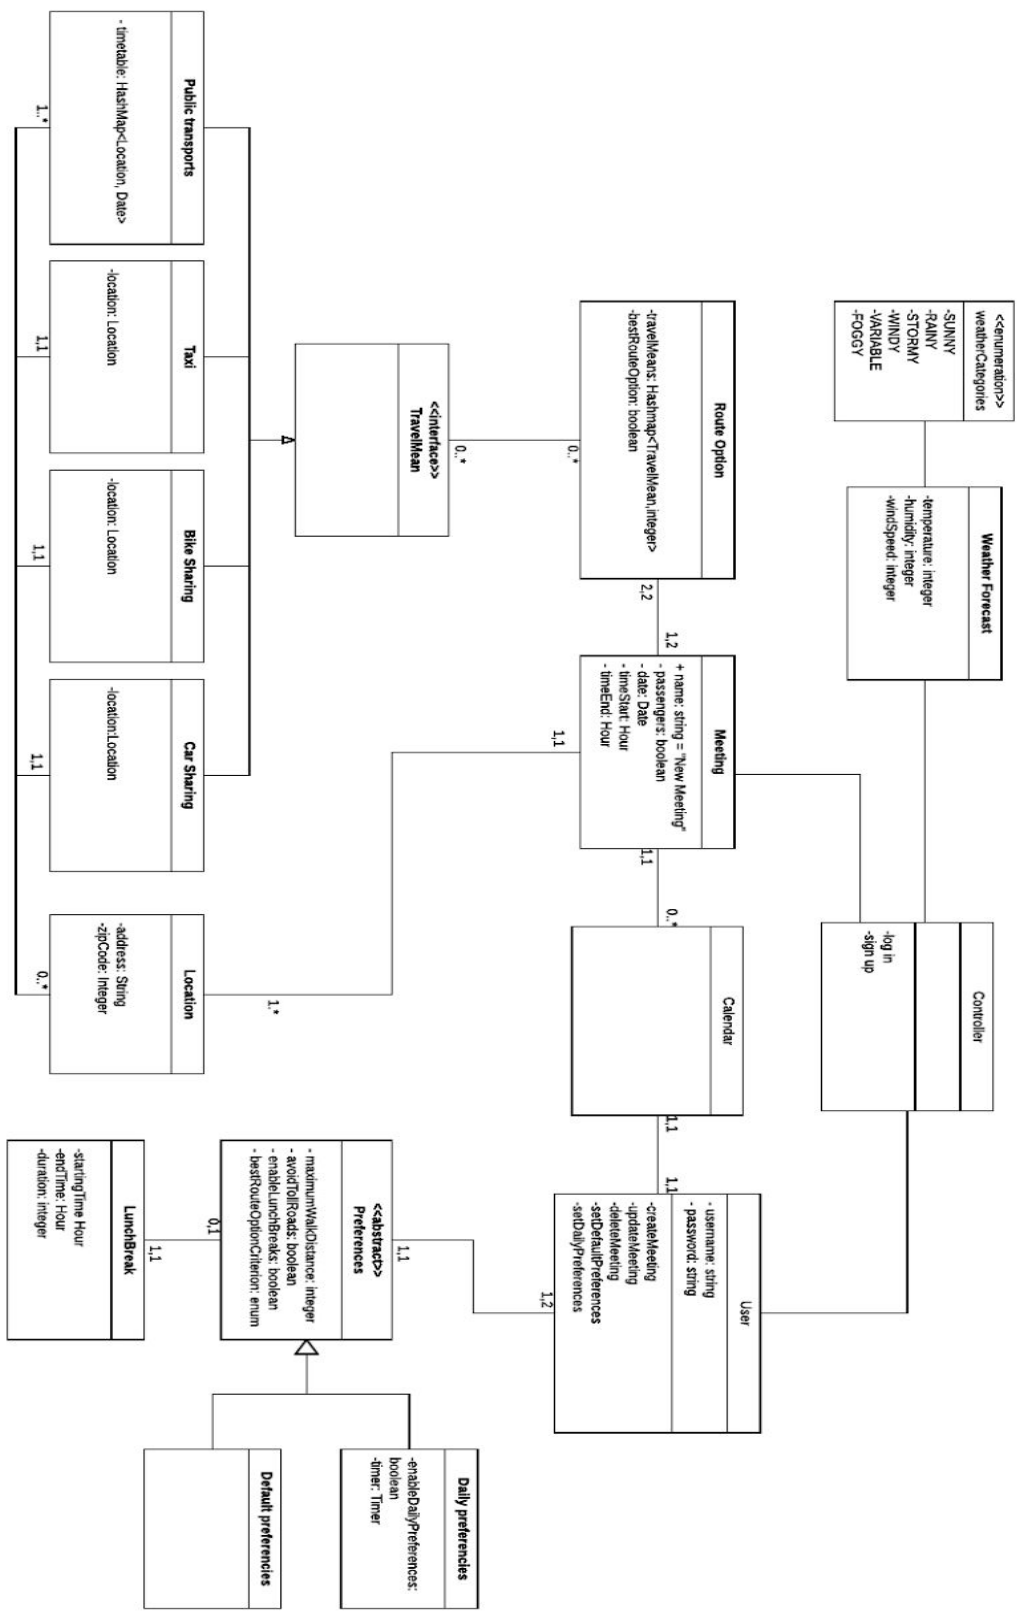 <<enumeration>>
weatherCategories
-SUNNY
-RAINY
-STORMY
-WINDY
-VARIABLE
-FOGGY
Weather Forecast
-temperature: integer
-humidity: integer
-windSpeed: integer
Controller
-log in
-sign up
Route Option
-travelMeans: Hashmap<TravelMean,integer>
-bestRouteOption: boolean
2,2
1,2
0..*
Meeting
+ name: string = "New Meeting"
- passengers: boolean
- date: Date
- timeStart: Hour
- timeEnd: Hour
1,1
0..*
1,1
Calendar
1,1
1,1
User
- username: string
- password: string
-createMeeting
-updateMeeting
-deleteMeeting
-setDefaultPreferences
-setDailyPreferences
1,2
0..*
<<interface>>
TravelMean
1,1
<<abstract>>
Preferences
- maximumWalkDistance: integer
- avoidTollRoads: boolean
- enableLunchBreaks: boolean
- bestRouteOptionCriterion: enum
0,1
Daily preferencies
-enableDailyPreferences:
boolean
-timer: Timer
1.*
Public transports
- timetable: HashMap<Location, Date>
1..*
Taxi
-location: Location
1,1
Bike Sharing
-location: Location
1,1
Car Sharing
-location:Location
1,1
Location
-address: String
-zipCode: Integer
0..*
1,1
LunchBreak
-startingTime Hour
-endTime: Hour
-duration: integer
Default preferencies